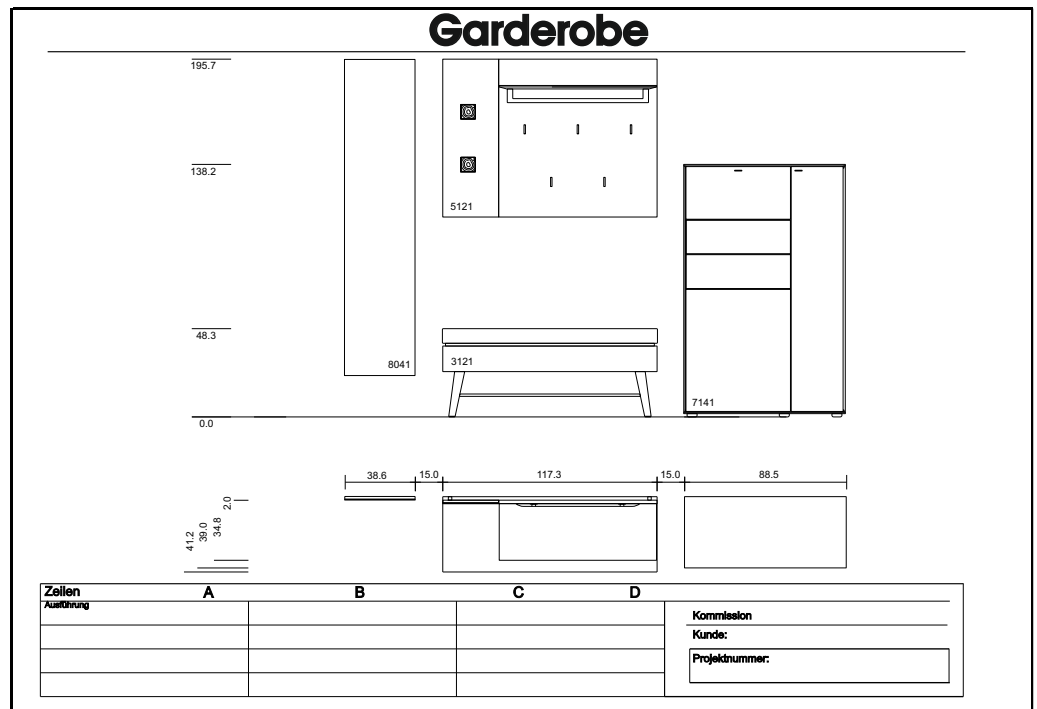 Garderobe
195.7
138.2
5121
48.3
8041
3121
7141
0.0
38.6 15.0 117.3 15.0 88.5
2.0
34.8
39.0
41.2
Zeilen A B C D
Ausführung
Kommission
Kunde:
Projektnummer: